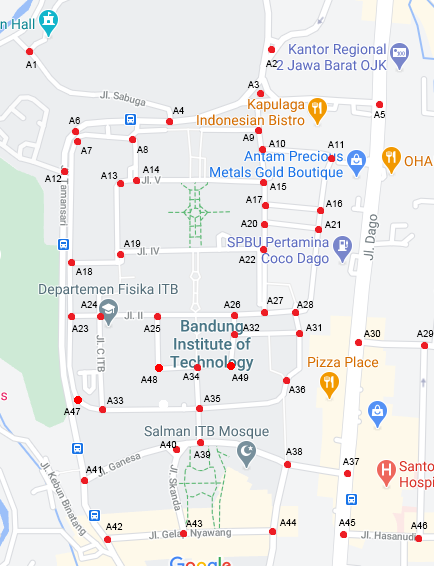 n Hall
A1
A2
Kantor Regional
2 Jawa Barat OJK
A3
Jl. Sabuga
A4
Kapulaga
Indonesian Bistro
A5
A6
A7
A8
A9
A10
A11
Antam Precious
Metals Gold Boutique
OHA
A12
A13
A14
Jl. V
A15
Tamansari
A17
A16
A20
A21
A19
Jl. IV
A22
SPBU Pertamina
Coco Dago
Jl. Dago
A18
Departemen Fisika ITB
A24
A23
Jl. II
A25
A26
A27
A28
Bandung
Institute of
Technology
A32
A31
A30
A29
Jl. C ITB
A48
A34
A49
Pizza Place
A36
s
A47
A33
A35
Salman ITB Mosque
A40
A39
A38
Jl. Ganesa
A41
Jl. Skanda
A37
Santo
Hospi
Jl. Kebun Binatang
A42
A43
Jl. Gelap Nyawang
A44
A45
Jl. Hasanudi
A46
Google